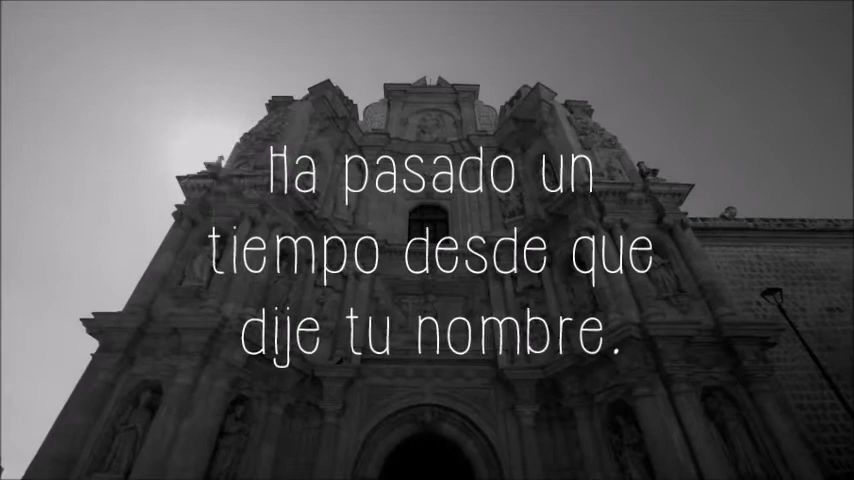 Ha pasado un
tiempo desde que
dije tu nombre.